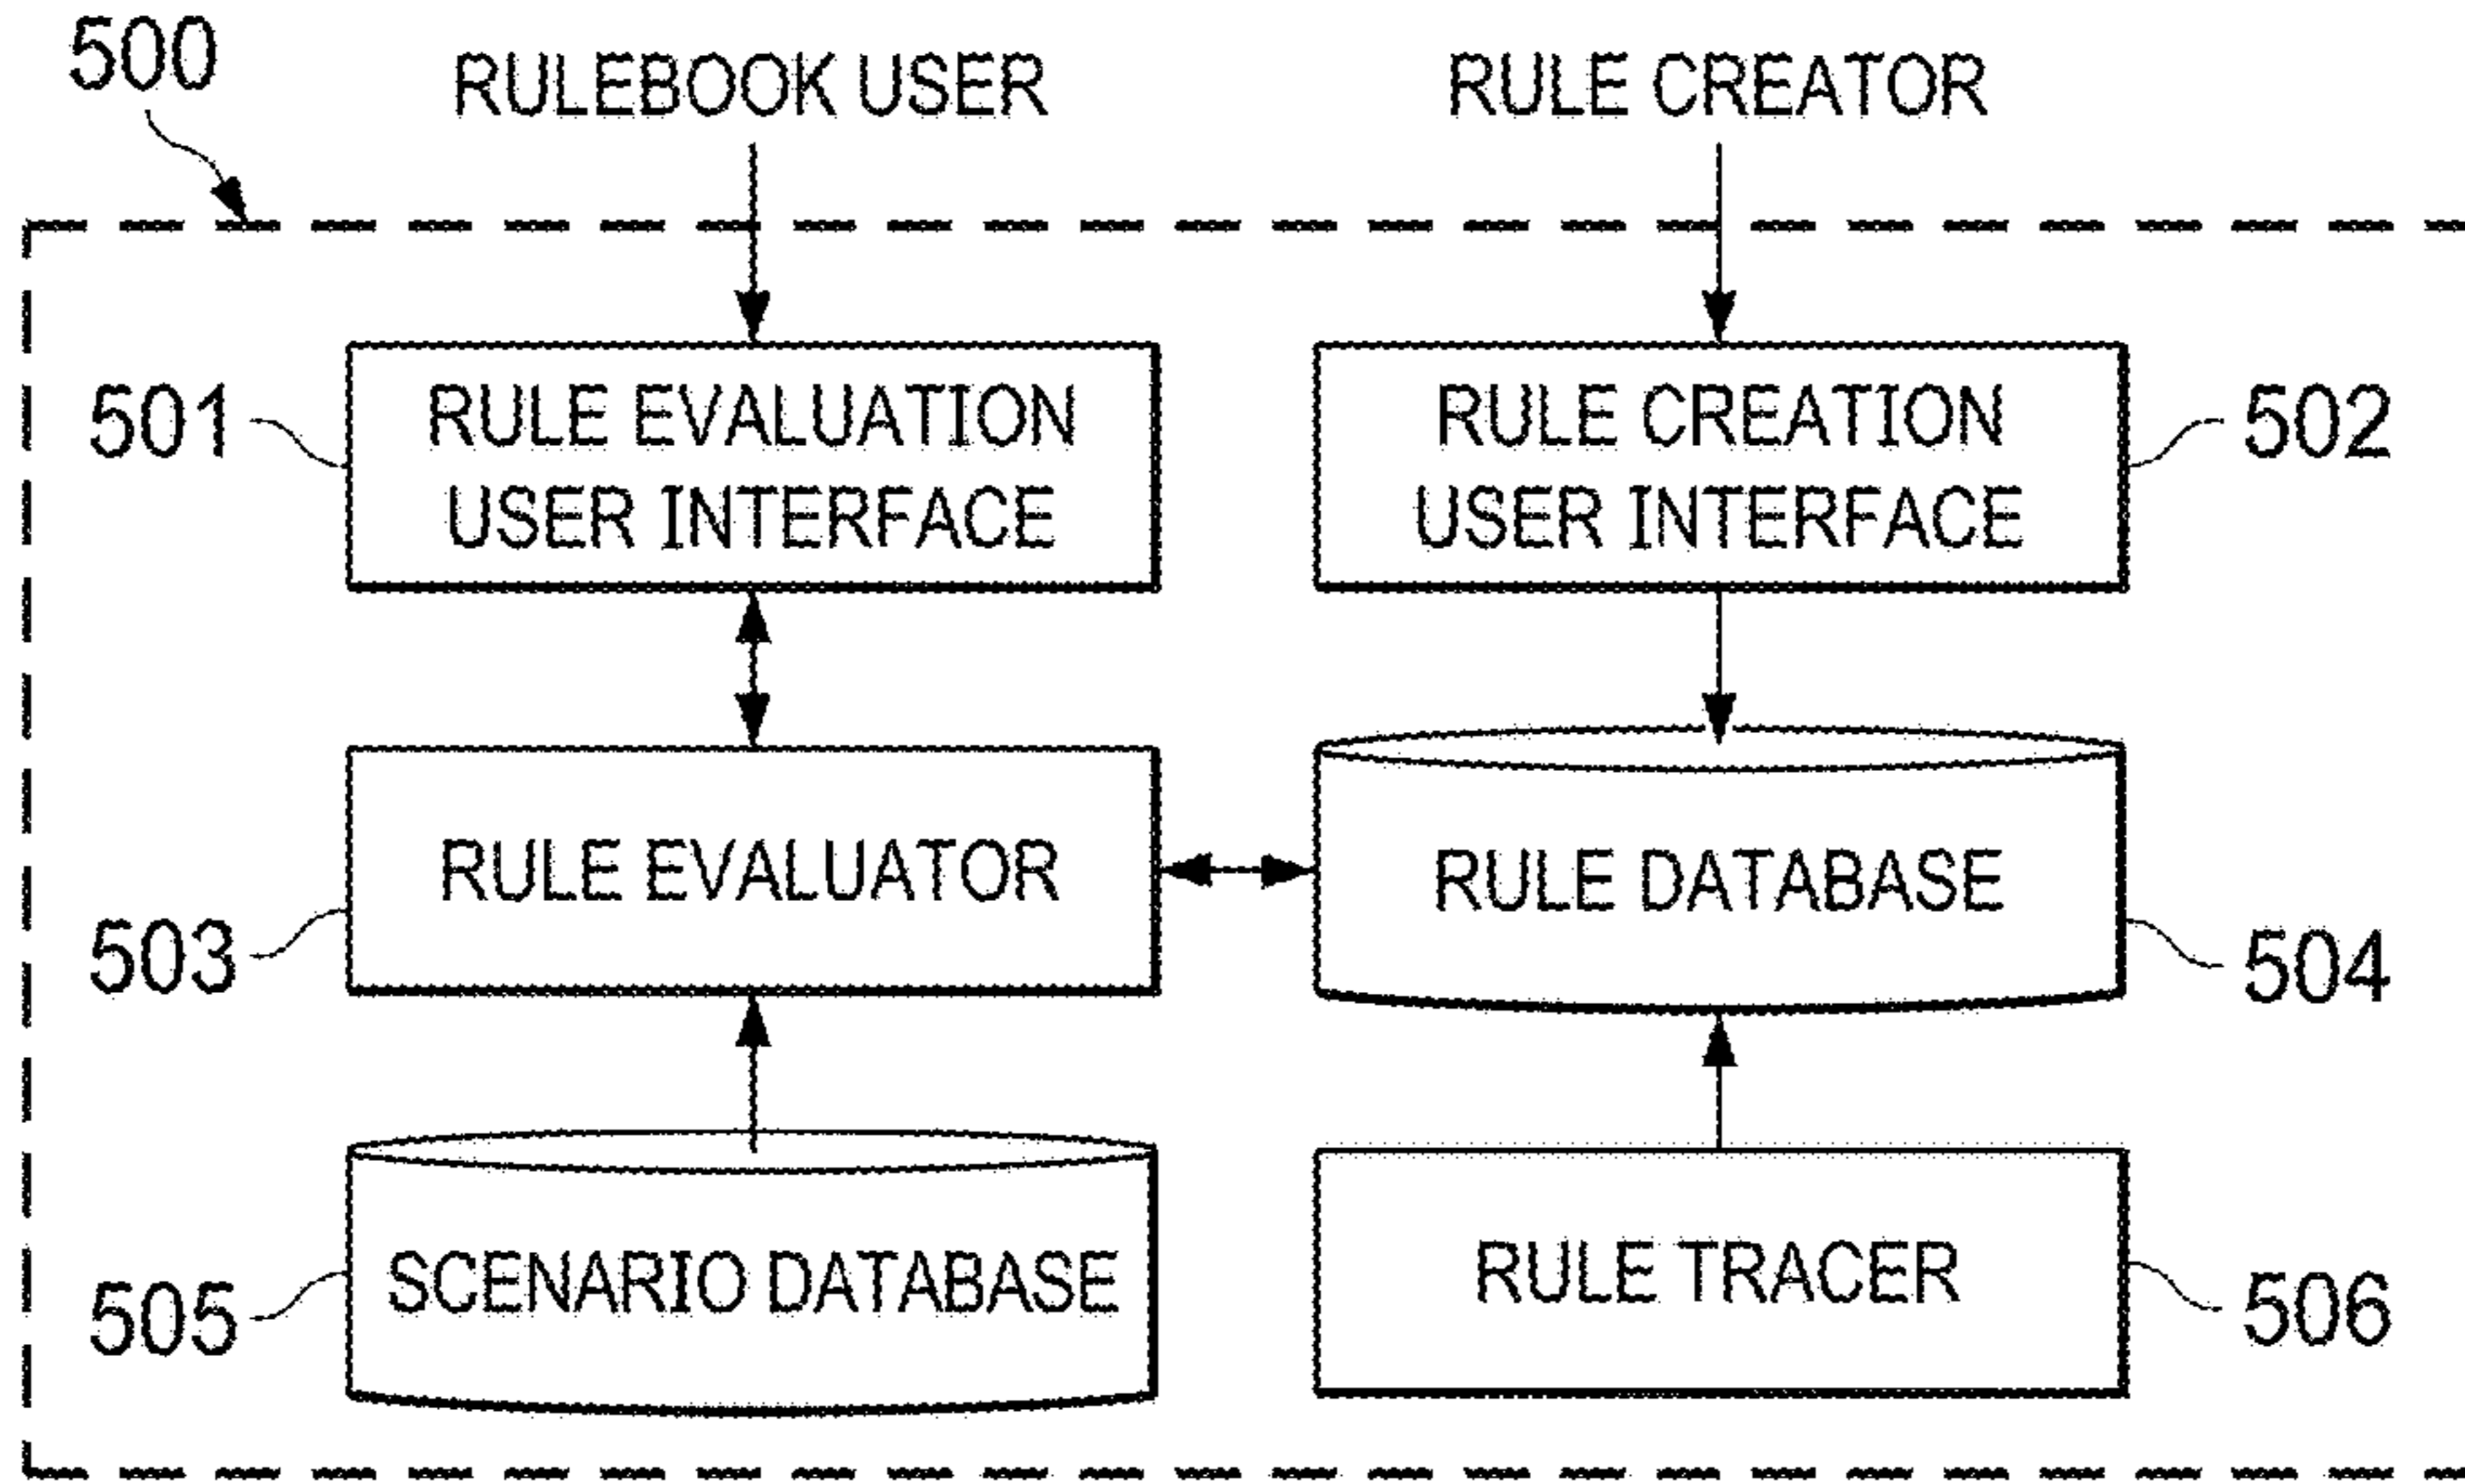 500
RULEBOOK USER
RULE CREATOR
501
RULE EVALUATION
USER INTERFACE
RULE CREATION
USER INTERFACE
502
503
RULE EVALUATOR
RULE DATABASE
504
505
SCENARIO DATABASE
RULE TRACER
506